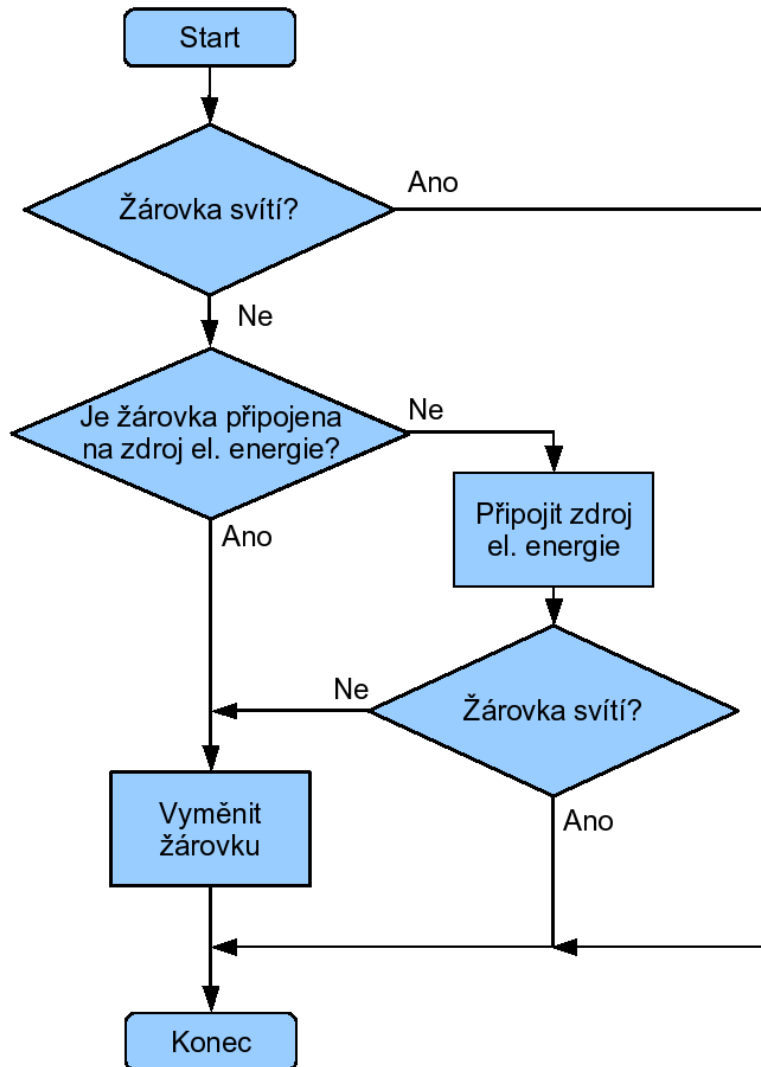 Start
Žárovka svítí?
Ano
Ne
Je žárovka připojena
na zdroj el. energie?
Ne
Ano
Připojit zdroj
el. energie
Žárovka svítí?
Ne
Ano
Vyměnit
žárovku
Konec